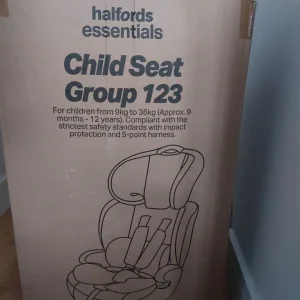 halfords
essentials
Child Seat
Group 123
For children from 9kg to 36kg (Approx. 9
months - 12 years). Compliant with the
strictest safety standards with impact
protection and 5-point harness.